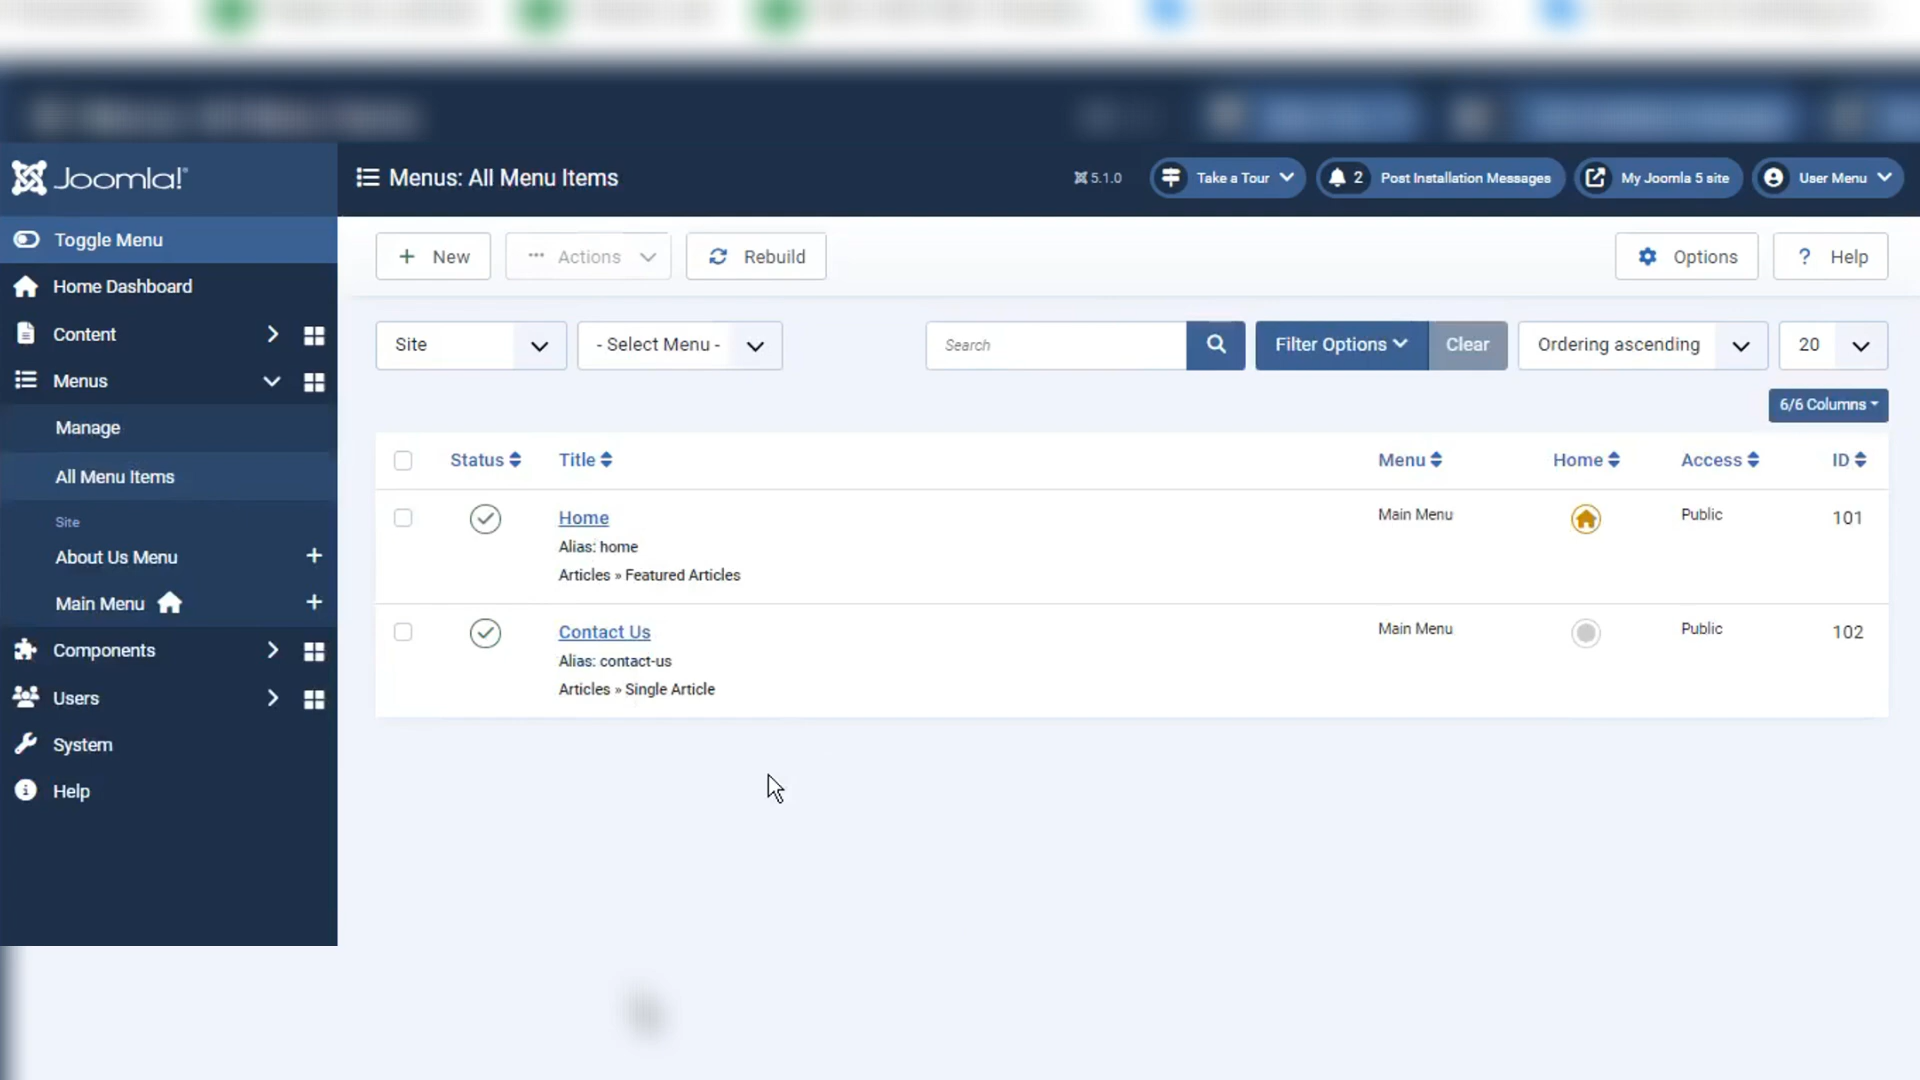 Joomla!
Menus: All Menu Items
5.1.0
Take a Tour
2
Post Installation Messages
My Joomla 5 site
User Menu
Toggle Menu
Home Dashboard
Content
Menus
Manage
All Menu Items
Site
About Us Menu
Main Menu
Components
Users
System
Help
New
Actions
Rebuild
Options
? Help
Site
- Select Menu -
Search
Filter Options
Clear
Ordering ascending
20
6/6 Columns
Status
Title
Menu
Home
Access
ID
Home
Alias: home
Articles » Featured Articles
Main Menu
Public
101
Contact Us
Alias: contact-us
Articles » Single Article
Main Menu
Public
102